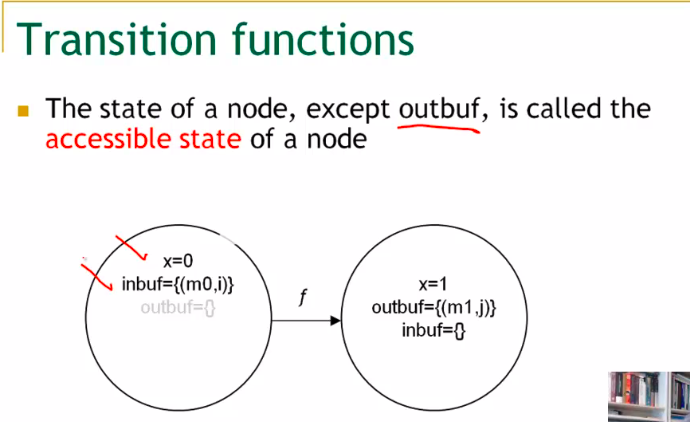 Transition functions
The state of a node, except outbuf, is called the
accessible state of a node
x=0
inbuf={(m0,i)}
outbuf={}
f
x=1
outbuf={(m1,j)}
inbuf={}